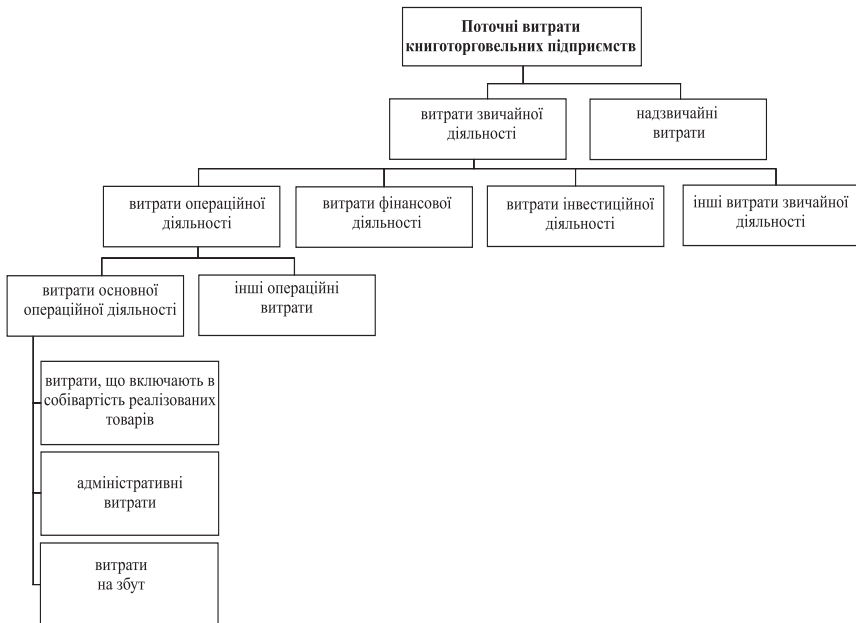 Поточні витрати
книготорговельних підприємств
витрати звичайної
діяльності
надзвичайні
витрати
витрати операційної
діяльності
витрати фінансової
діяльності
витрати інвестиційної
діяльності
інші витрати звичайної
діяльності
витрати основної
операційної діяльності
інші операційні
витрати
витрати, що включають в
собівартість реалізованих
товарів
адміністративні
витрати
витрати
на збут